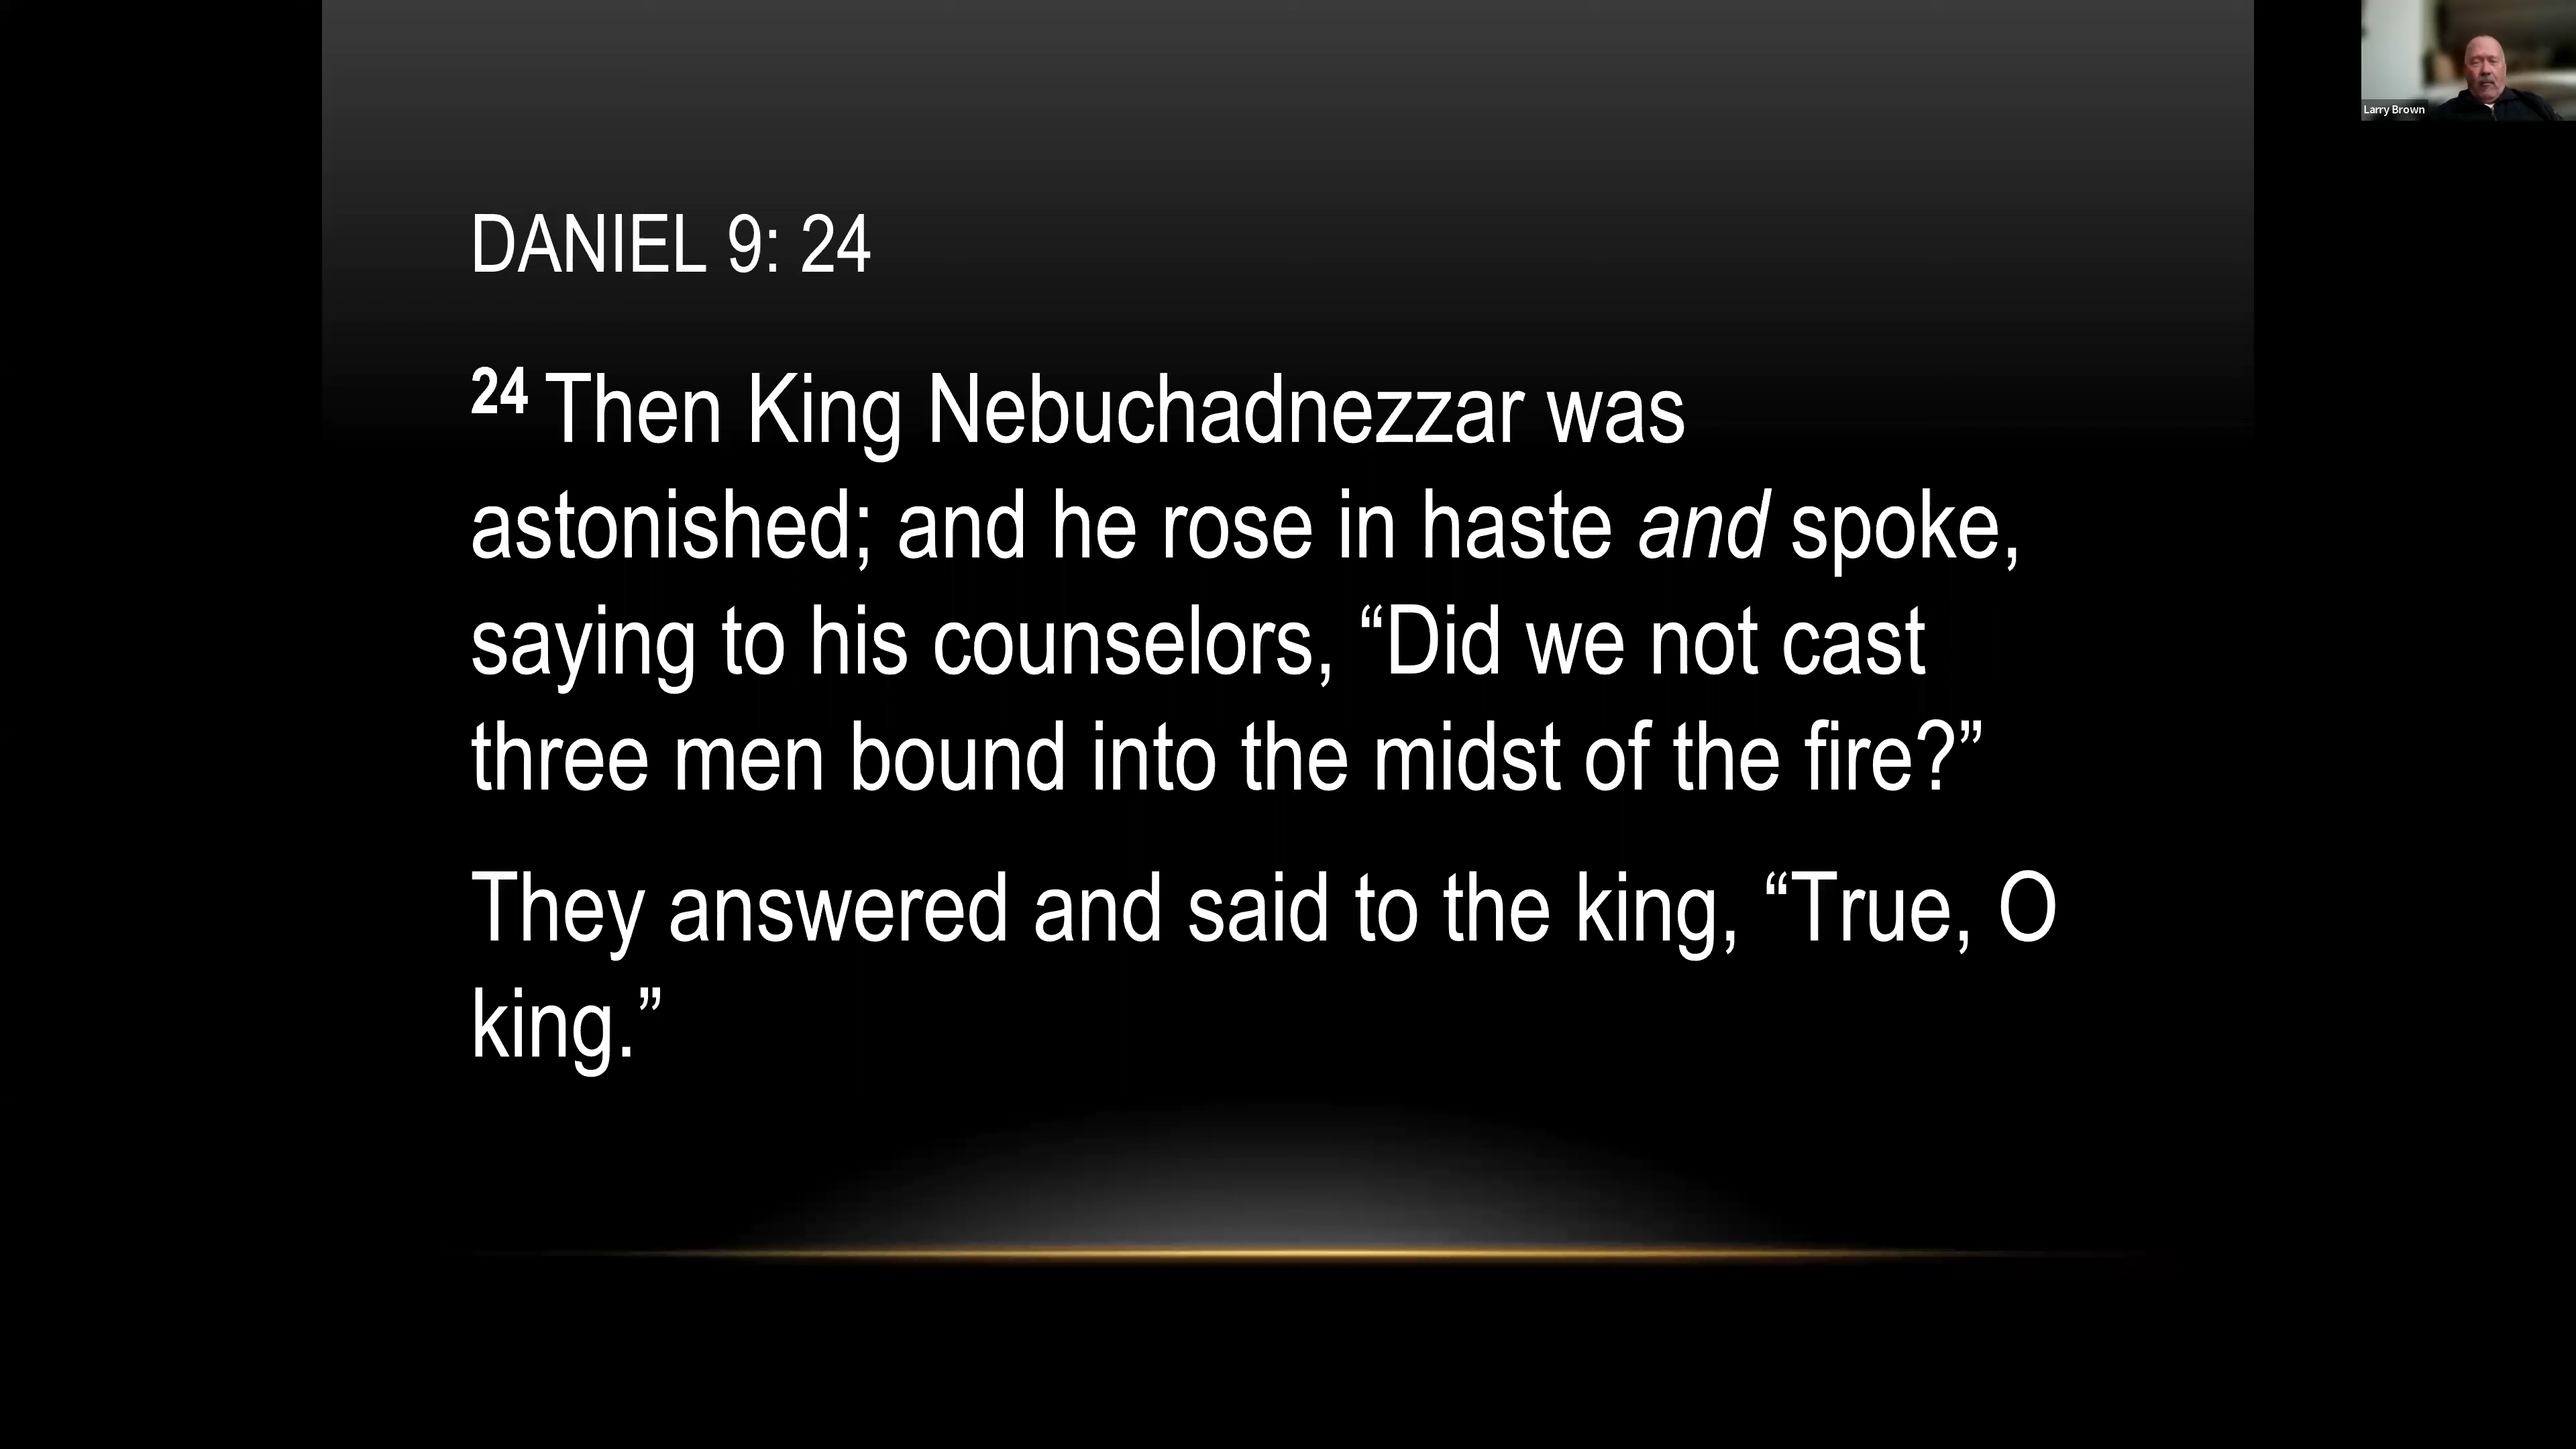 DANIEL 9: 24
24 Then King Nebuchadnezzar was
astonished; and he rose in haste and spoke,
saying to his counselors, “Did we not cast
three men bound into the midst of the fire?”
They answered and said to the king, “True, O
king.”
Larry Brown